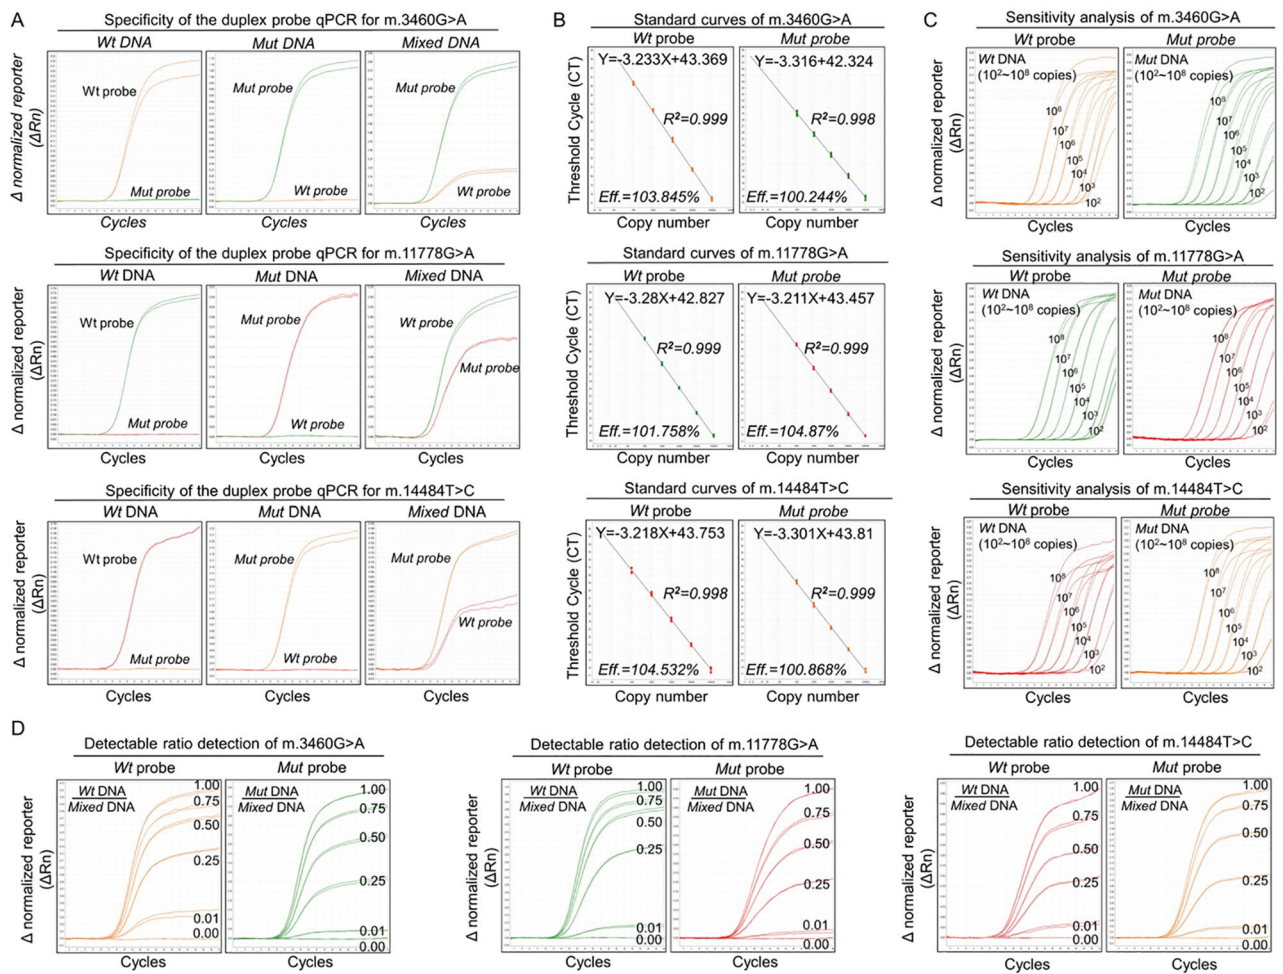 A
Specificity of the duplex probe qPCR for m.3460G>A
Wt DNA
Mut DNA
Mixed DNA
Δ normalized reporter
(ΔRn)
Wt probe
Mut probe
Mut probe
Wt probe
Mut probe
Wt probe
Cycles
Cycles
Cycles
Specificity of the duplex probe qPCR for m.11778G>A
Wt DNA
Mut DNA
Mixed DNA
Δ normalized reporter
(ΔRn)
Wt probe
Mut probe
Mut probe
Wt probe
Wt probe
Mut probe
Cycles
Cycles
Cycles
Specificity of the duplex probe qPCR for m.14484T>C
Wt DNA
Mut DNA
Mixed DNA
Δ normalized reporter
(ΔRn)
Wt probe
Mut probe
Mut probe
Wt probe
Mut probe
Wt probe
Cycles
Cycles
Cycles
B
Standard curves of m.3460G>A
Wt probe
Mut probe
Threshold Cycle (CT)
Y=-3.233X+43.369
R²=0.999
Eff.=103.845%
Y=-3.316+42.324
R²=0.998
Eff.=100.244%
Copy number
Copy number
Standard curves of m.11778G>A
Wt probe
Mut probe
Threshold Cycle (CT)
Y=-3.28X+42.827
R²=0.999
Eff.=101.758%
Y=-3.211+43.457
R²=0.999
Eff.=104.87%
Copy number
Copy number
Standard curves of m.14484T>C
Wt probe
Mut probe
Threshold Cycle (CT)
Y=-3.218X+43.753
R²=0.998
Eff.=104.532%
Y=-3.301X+43.81
R²=0.999
Eff.=100.868%
Copy number
Copy number
C
Sensitivity analysis of m.3460G>A
Wt probe
Mut probe
Δ normalized reporter
(ΔRn)
Wt DNA
(10²~10⁸ copies)
10⁸
10⁷
10⁶
10⁵
10⁴
10³
10²
Mut DNA
(10²~10⁸ copies)
10⁸
10⁷
10⁶
10⁵
10⁴
10³
10²
Cycles
Cycles
Sensitivity analysis of m.11778G>A
Wt probe
Mut probe
Δ normalized reporter
(ΔRn)
Wt DNA
(10²~10⁸ copies)
10⁸
10⁷
10⁶
10⁵
10⁴
10³
10²
Mut DNA
(10²~10⁸ copies)
10⁸
10⁷
10⁶
10⁵
10⁴
10³
10²
Cycles
Cycles
Sensitivity analysis of m.14484T>C
Wt probe
Mut probe
Δ normalized reporter
(ΔRn)
Wt DNA
(10²~10⁸ copies)
10⁸
10⁷
10⁶
10⁵
10⁴
10³
10²
Mut DNA
(10²~10⁸ copies)
10⁸
10⁷
10⁶
10⁵
10⁴
10³
10²
Cycles
Cycles
D
Detectable ratio detection of m.3460G>A
Wt probe
Mut probe
Δ normalized reporter
(ΔRn)
Wt DNA
Mixed DNA
1.00
0.75
0.50
0.25
0.01
0.00
Mut DNA
Mixed DNA
1.00
0.75
0.50
0.25
0.01
0.00
Cycles
Cycles
Detectable ratio detection of m.11778G>A
Wt probe
Mut probe
Δ normalized reporter
(ΔRn)
Wt DNA
Mixed DNA
1.00
0.75
0.50
0.25
0.01
0.00
Mut DNA
Mixed DNA
1.00
0.75
0.50
0.25
0.01
0.00
Cycles
Cycles
Detectable ratio detection of m.14484T>C
Wt probe
Mut probe
Δ normalized reporter
(ΔRn)
Wt DNA
Mixed DNA
1.00
0.75
0.50
0.25
0.01
0.00
Mut DNA
Mixed DNA
1.00
0.75
0.50
0.25
0.01
0.00
Cycles
Cycles